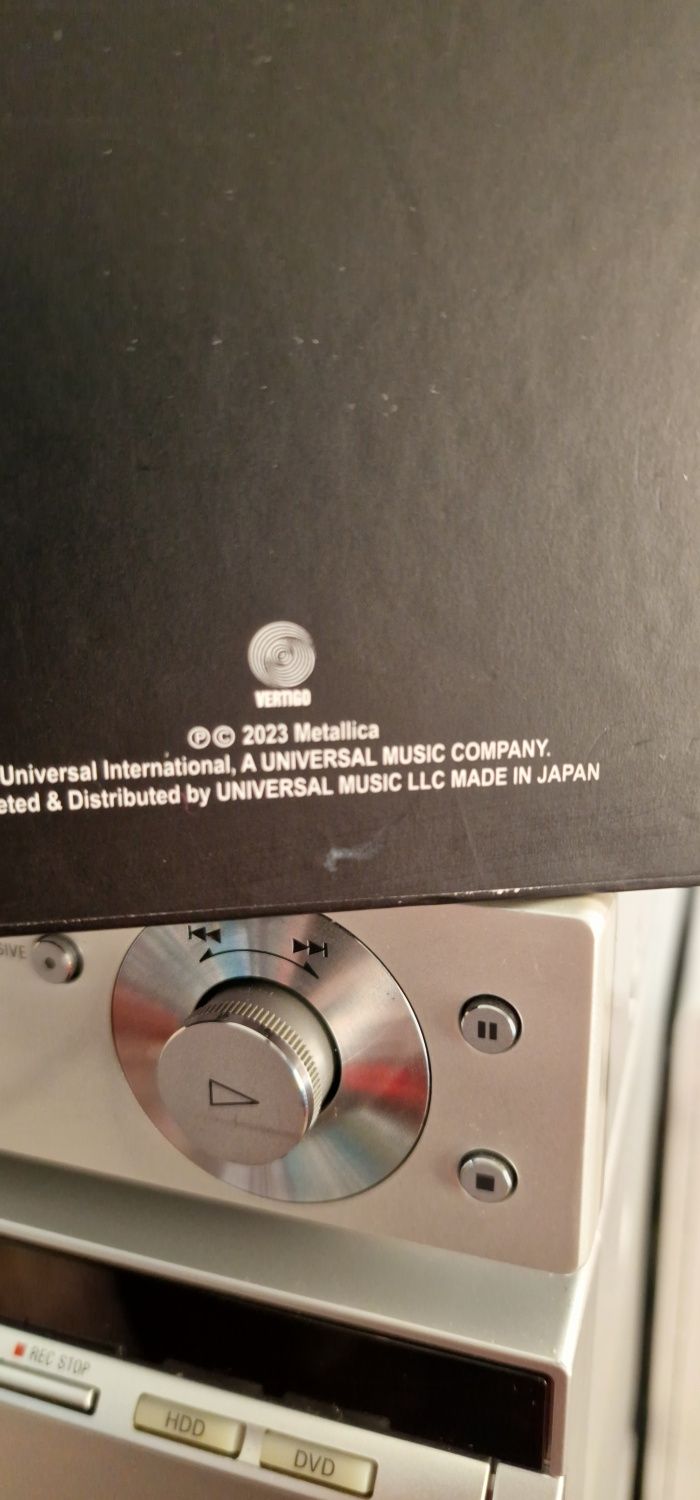 VERTIGO
℗© 2023 Metallica
Universal International, A UNIVERSAL MUSIC COMPANY.
& Distributed by UNIVERSAL MUSIC LLC MADE IN JAPAN
REC STOP
HDD
DVD